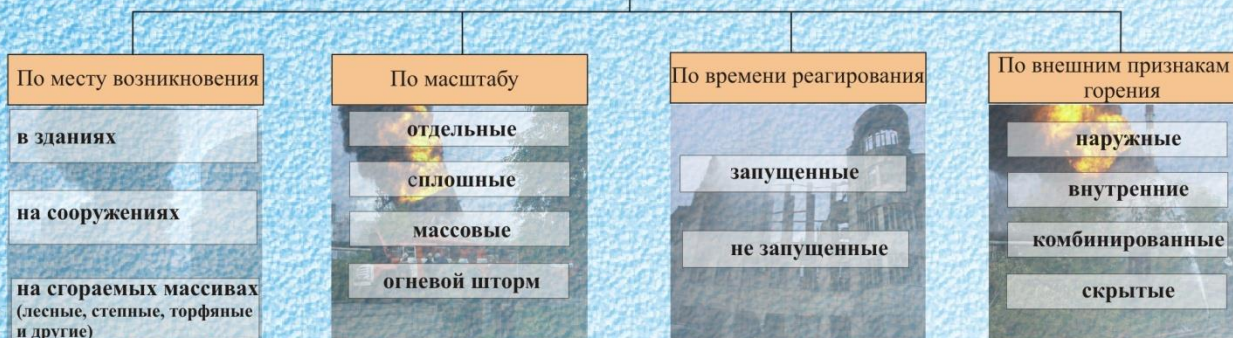 По месту возникновения
в зданиях
на сооружениях
на сгораемых массивах
(лесные, степные, торфяные
и другие)
По масштабу
отдельные
сплошные
массовые
огневой шторм
По времени реагирования
запущенные
не запущенные
По внешним признакам
горения
наружные
внутренние
комбинированные
скрытые